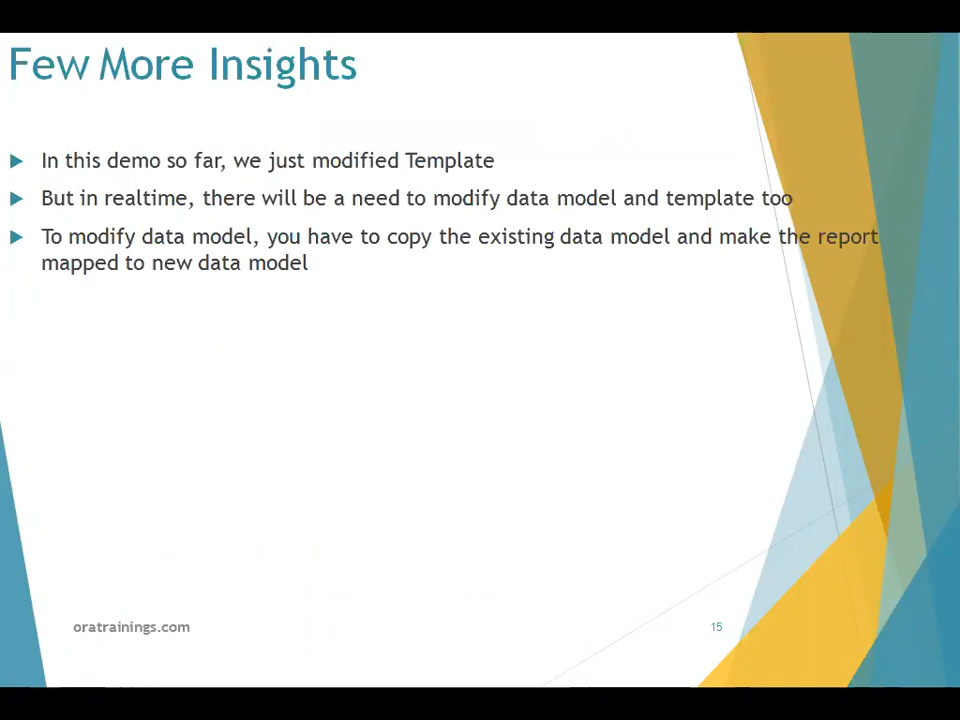 Few More Insights
In this demo so far, we just modified Template
But in realtime, there will be a need to modify data model and template too
To modify data model, you have to copy the existing data model and make the report
mapped to new data model
oratrainings.com
15